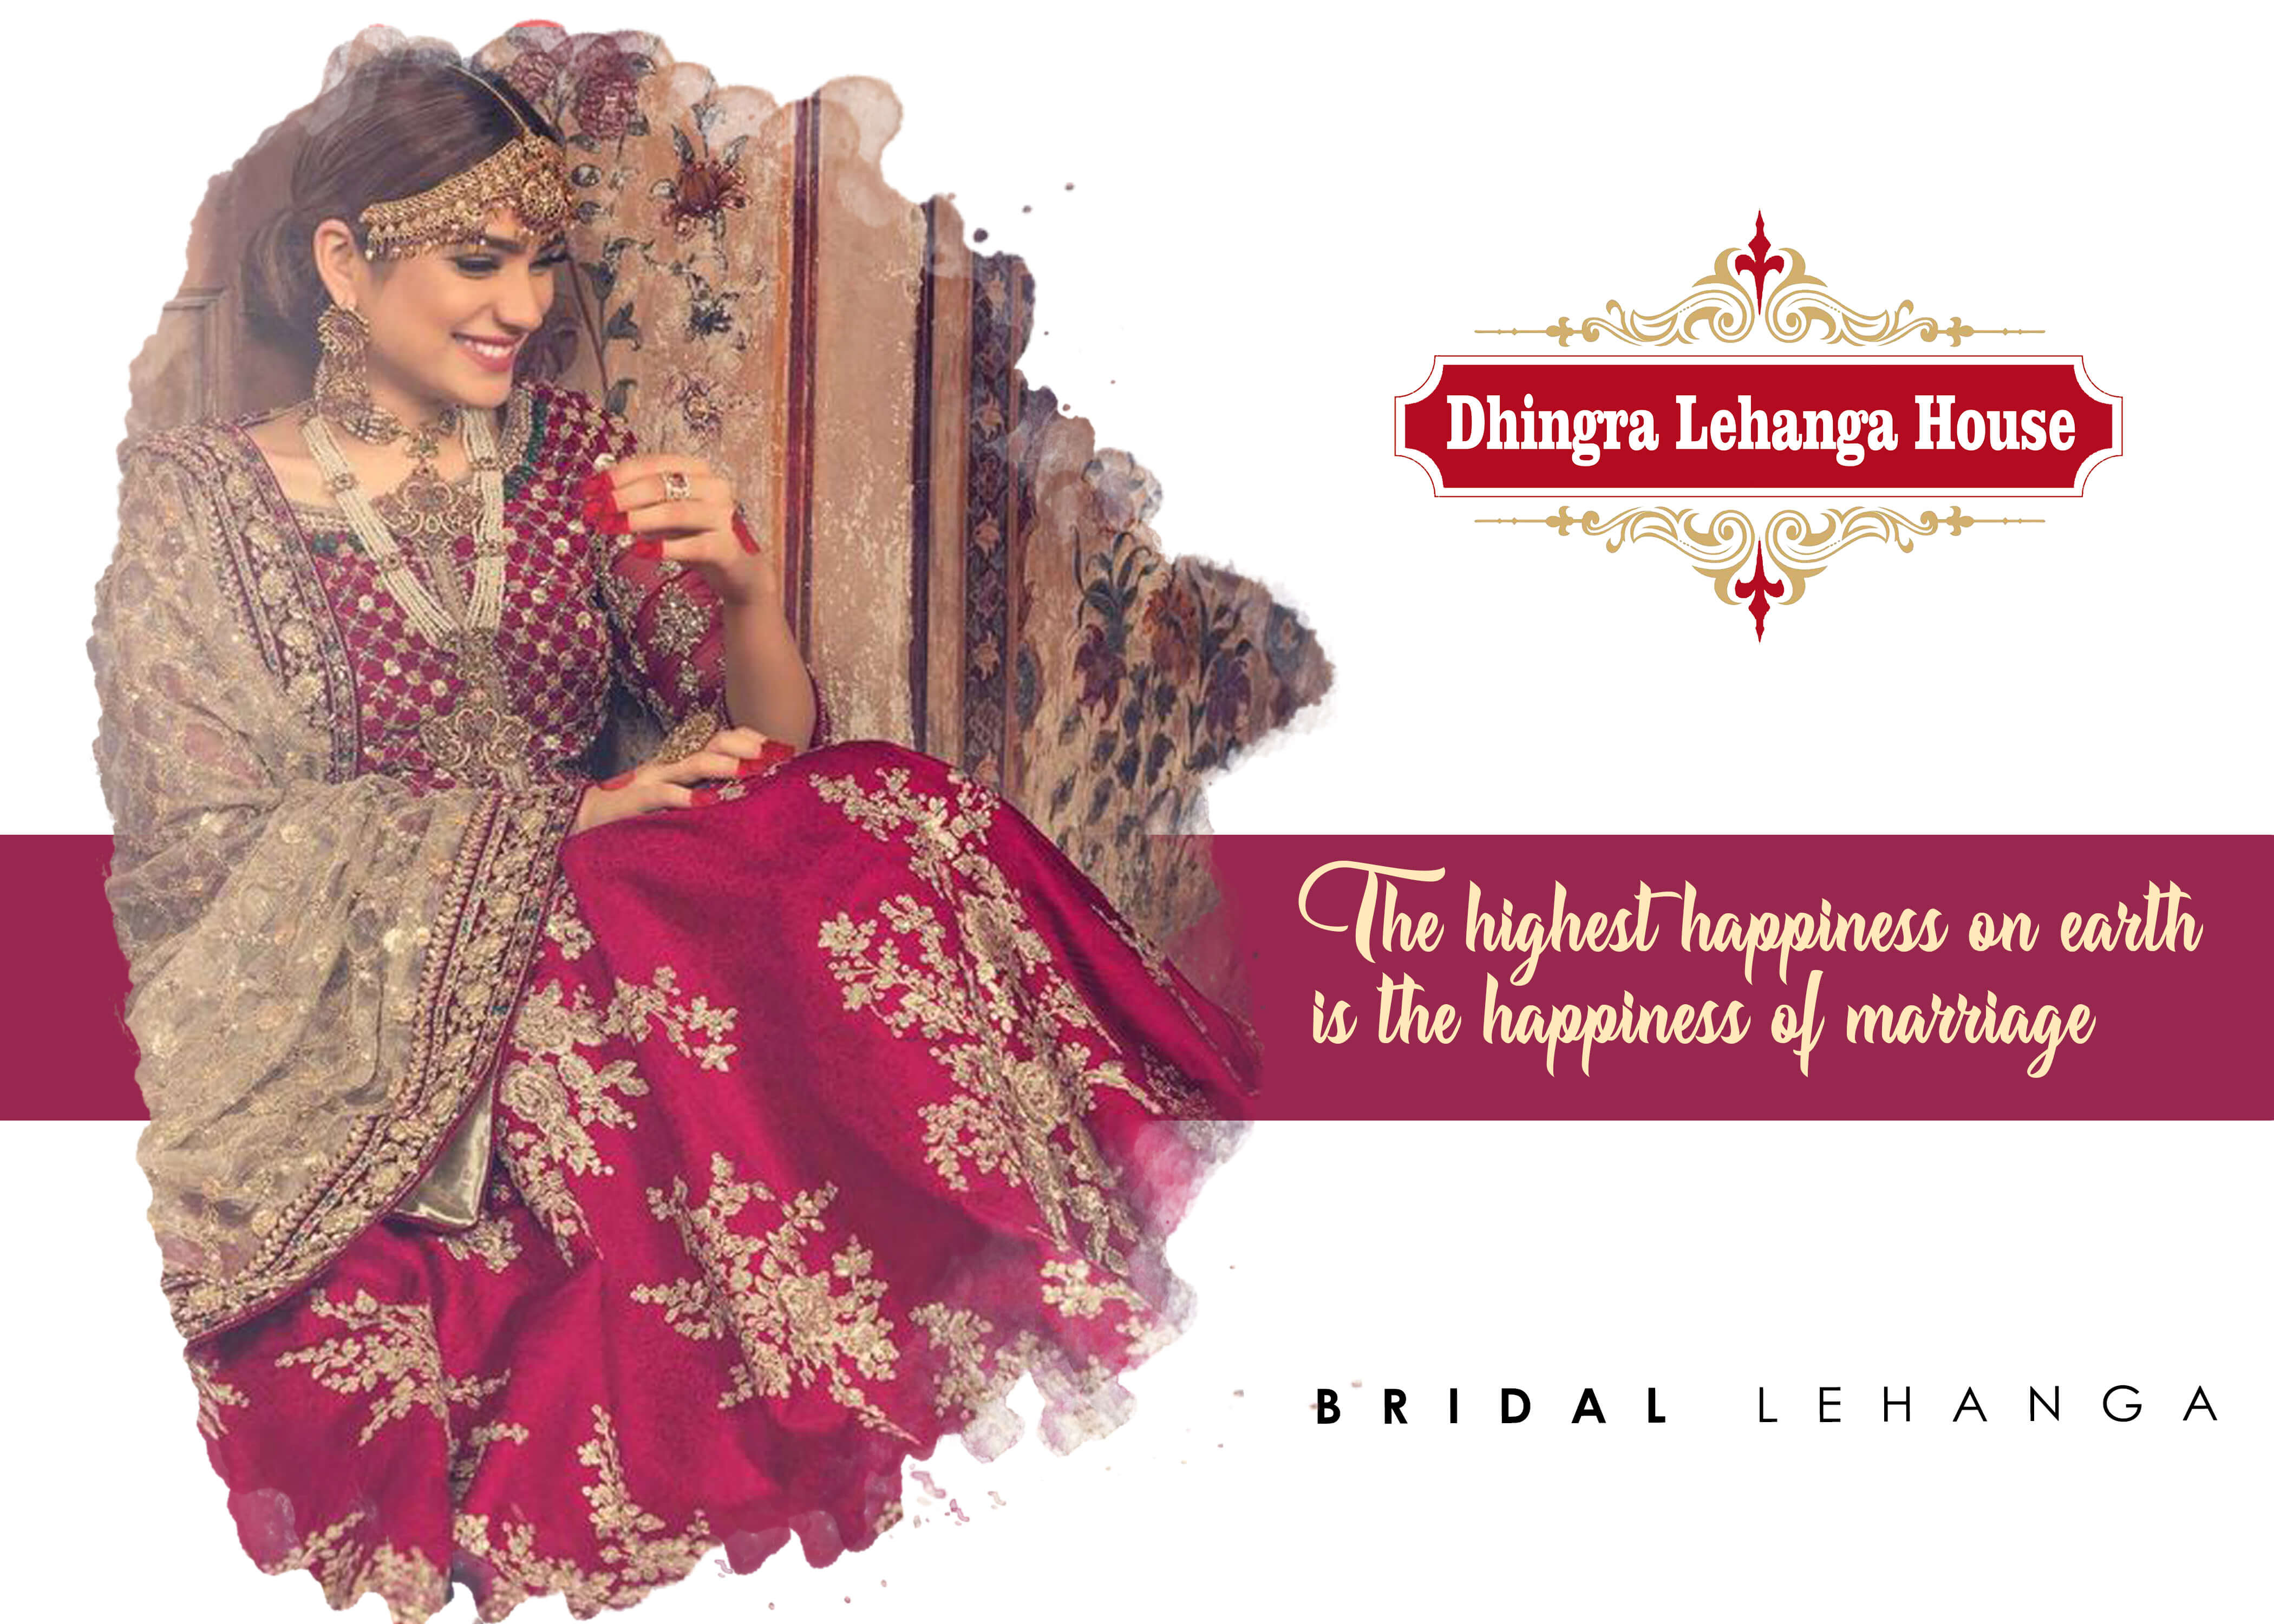 Dhingra Lehanga House
The highest happiness on earth
is the happiness of marriage
BRIDAL LEHANGA